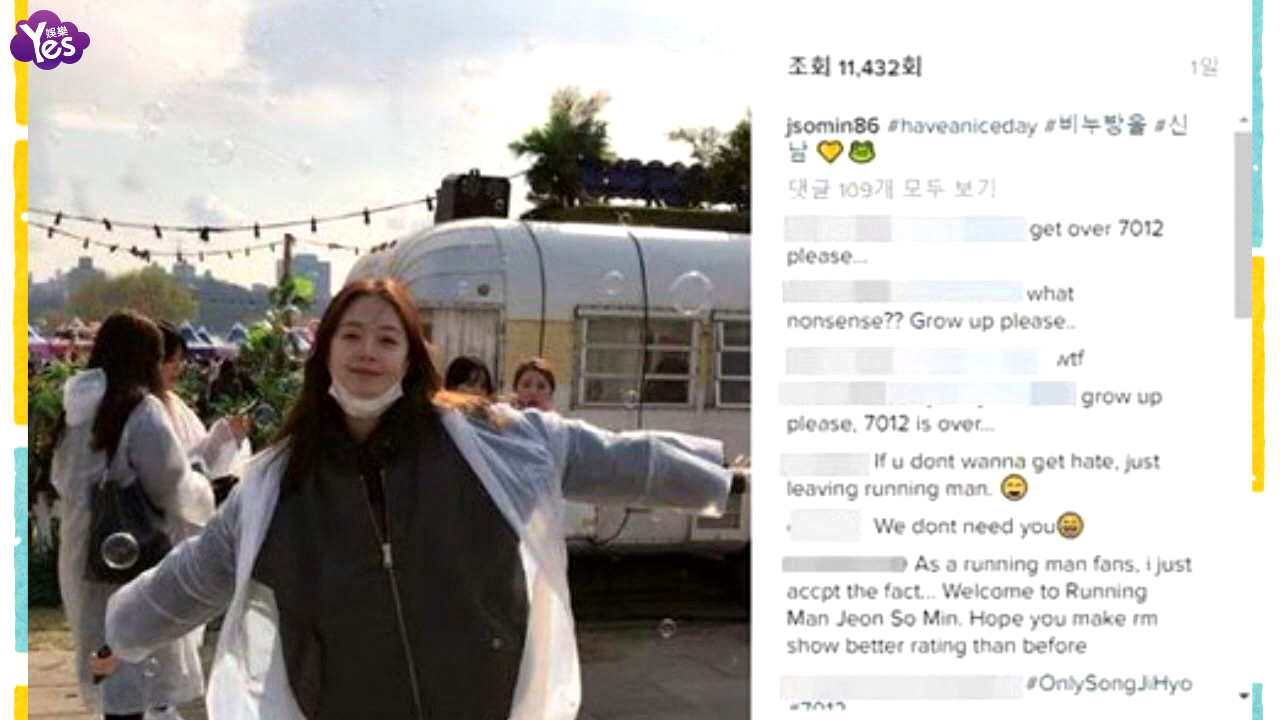 娛樂
Yes
조회 11,432회
1일
jsomin86 #haveaniceday #비누빵울 #신
남 💛🐸
댓글 109개 모두 보기
get over 7012
please...
what
nonsense?? Grow up please..
wtf
grow up
please, 7012 is over...
If u dont wanna get hate, just
leaving running man. 😄
We dont need you😄
As a running man fans, i just
accpt the fact... Welcome to Running
Man Jeon So Min. Hope you make rm
show better rating than before
#OnlySongJiHyo
#7012